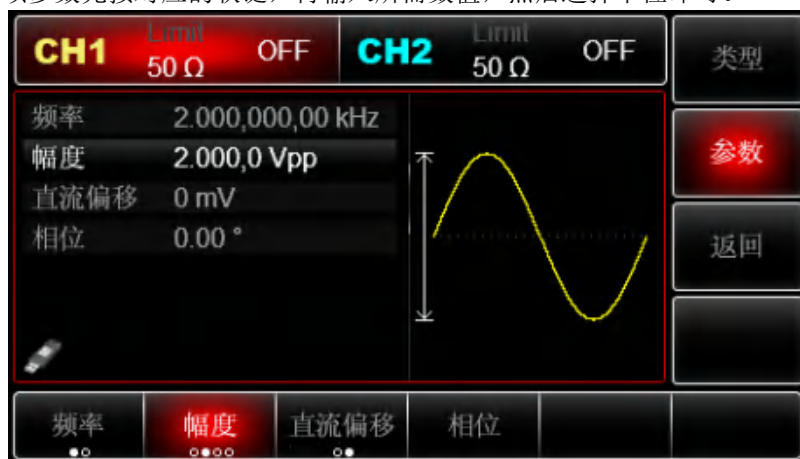 CH1 Limit 50 Ω OFF
CH2 Limit 50 Ω OFF
类型
频率 2.000,000,00 kHz
幅度 2.000,0 Vpp
直流偏移 0 mV
相位 0.00 °
参数
返回
频率 幅度 直流偏移 相位